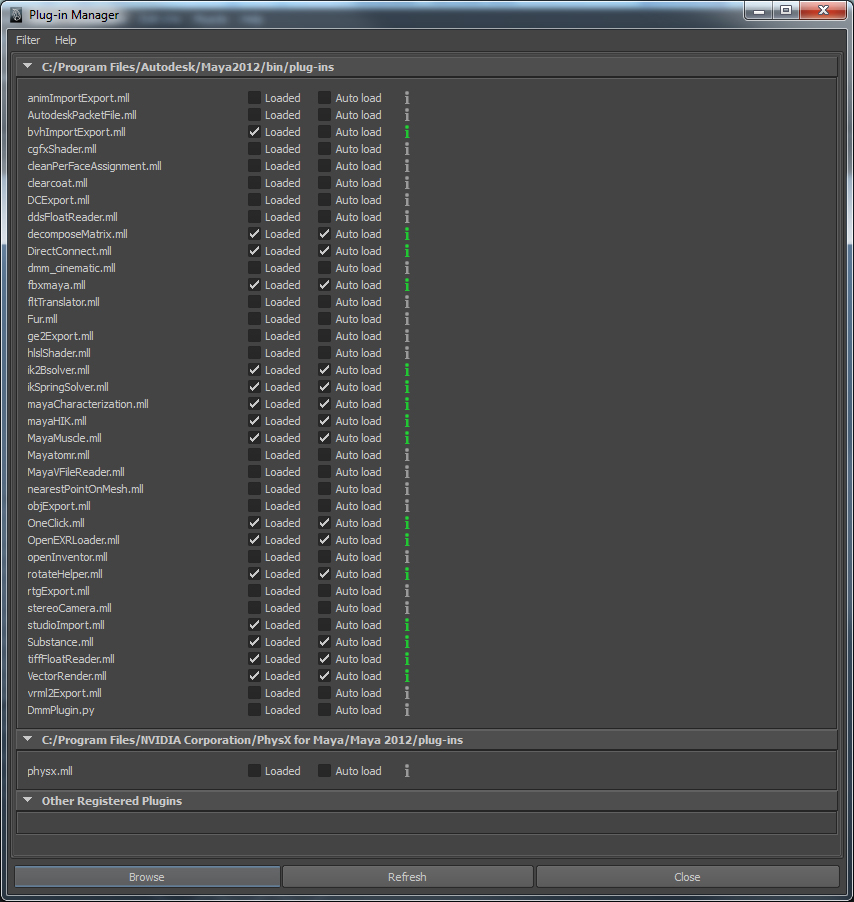 Plug-in Manager
Filter Help
C:/Program Files/Autodesk/Maya2012/bin/plug-ins
animImportExport.mll Loaded Auto load
AutodeskPacketFile.mll Loaded Auto load
bvhImportExport.mll Loaded Auto load
cgfxShader.mll Loaded Auto load
cleanPerFaceAssignment.mll Loaded Auto load
clearcoat.mll Loaded Auto load
DCExport.mll Loaded Auto load
ddsFloatReader.mll Loaded Auto load
decomposeMatrix.mll Loaded Auto load
DirectConnect.mll Loaded Auto load
dmm_cinematic.mll Loaded Auto load
fbxmaya.mll Loaded Auto load
fltTranslator.mll Loaded Auto load
Fur.mll Loaded Auto load
ge2Export.mll Loaded Auto load
hlslShader.mll Loaded Auto load
ik2Bsolver.mll Loaded Auto load
ikSpringSolver.mll Loaded Auto load
mayaCharacterization.mll Loaded Auto load
mayaHIK.mll Loaded Auto load
MayaMuscle.mll Loaded Auto load
Mayatomr.mll Loaded Auto load
MayaVFileReader.mll Loaded Auto load
nearestPointOnMesh.mll Loaded Auto load
objExport.mll Loaded Auto load
OneClick.mll Loaded Auto load
OpenEXRLoader.mll Loaded Auto load
openInventor.mll Loaded Auto load
rotateHelper.mll Loaded Auto load
rtgExport.mll Loaded Auto load
stereoCamera.mll Loaded Auto load
studioImport.mll Loaded Auto load
Substance.mll Loaded Auto load
tiffFloatReader.mll Loaded Auto load
VectorRender.mll Loaded Auto load
vrml2Export.mll Loaded Auto load
DmmPlugin.py Loaded Auto load
C:/Program Files/NVIDIA Corporation/PhysX for Maya/Maya 2012/plug-ins
physx.mll Loaded Auto load
Other Registered Plugins
Browse Refresh Close